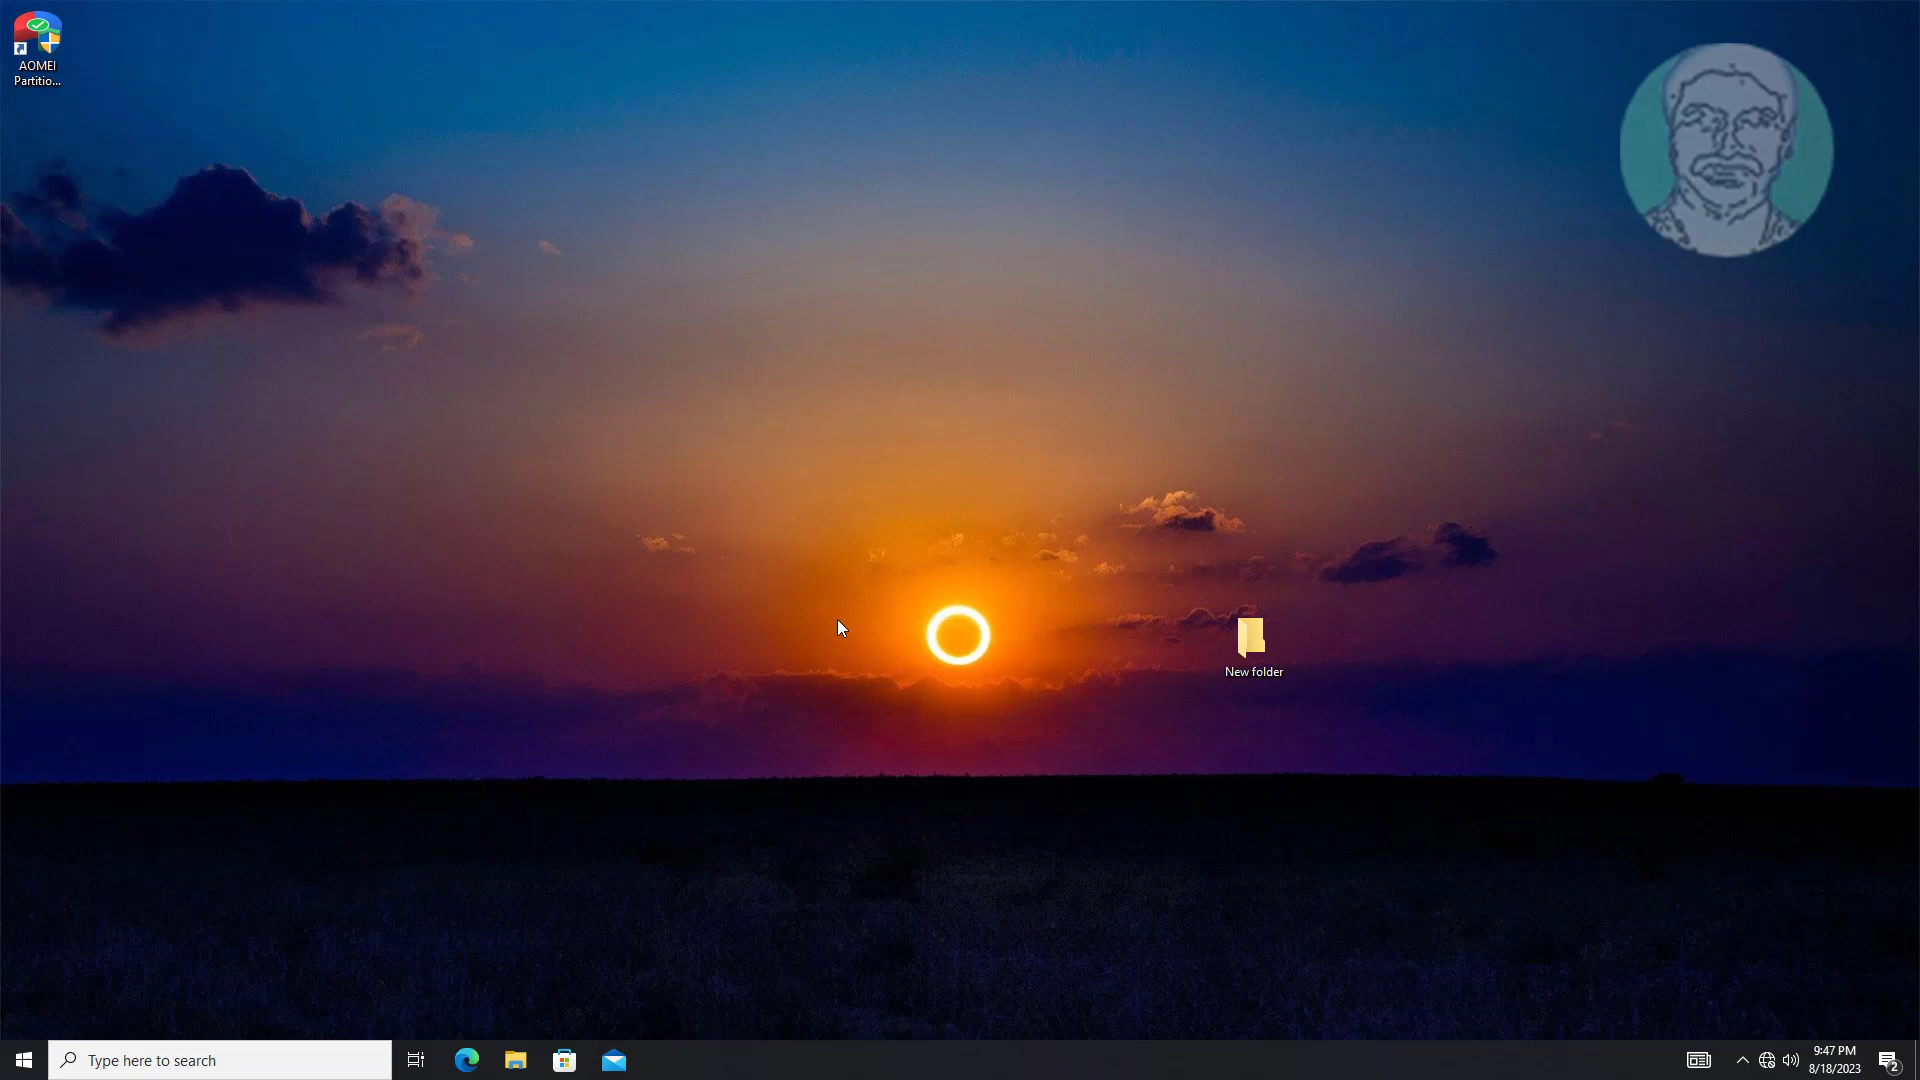 AOMEI
Partitio...
New folder
Type here to search
9:47 PM
8/18/2023
2